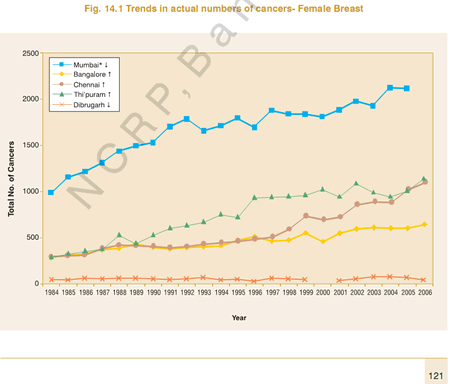 Fig. 14.1 Trends in actual numbers of cancers- Female Breast
NCRP, Ban
2500
2000
1500
1000
500
0
Total No. of Cancers
Mumbai* ↓
Bangalore ↑
Chennai ↑
Thi'puram ↑
Dibrugarh ↓
1984 1985 1986 1987 1988 1989 1990 1991 1992 1993 1994 1995 1996 1997 1998 1999 2000 2001 2002 2003 2004 2005 2006
Year
121